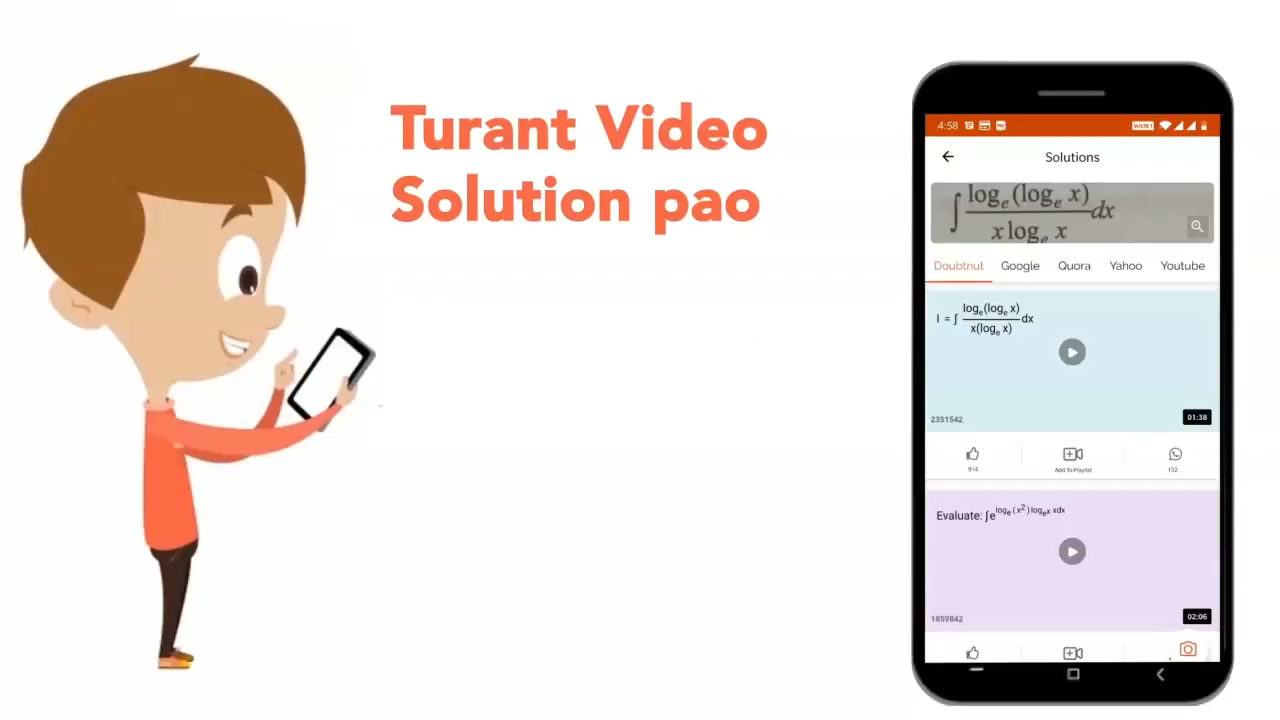 Turant Video
Solution pao
4:58
Solutions
∫ logₑ(logₑ x) / x logₑ x dx
Doubtnut Google Quora Yahoo Youtube
I = ∫ logₑ(logₑ x) / x(logₑ x) dx
2351542
01:38
914
Add To Playlist
152
Evaluate: ∫e^logₑ(x²)logₑx xdx
1859842
02:06